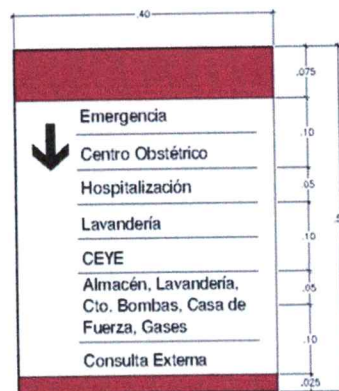 .40
.075
Emergencia
.10
Centro Obstétrico
Hospitalización
.05
Lavandería
.10
CEYE
Almacén, Lavandería,
.05
Cto. Bombas, Casa de
Fuerza, Gases
.10
Consulta Externa
.025